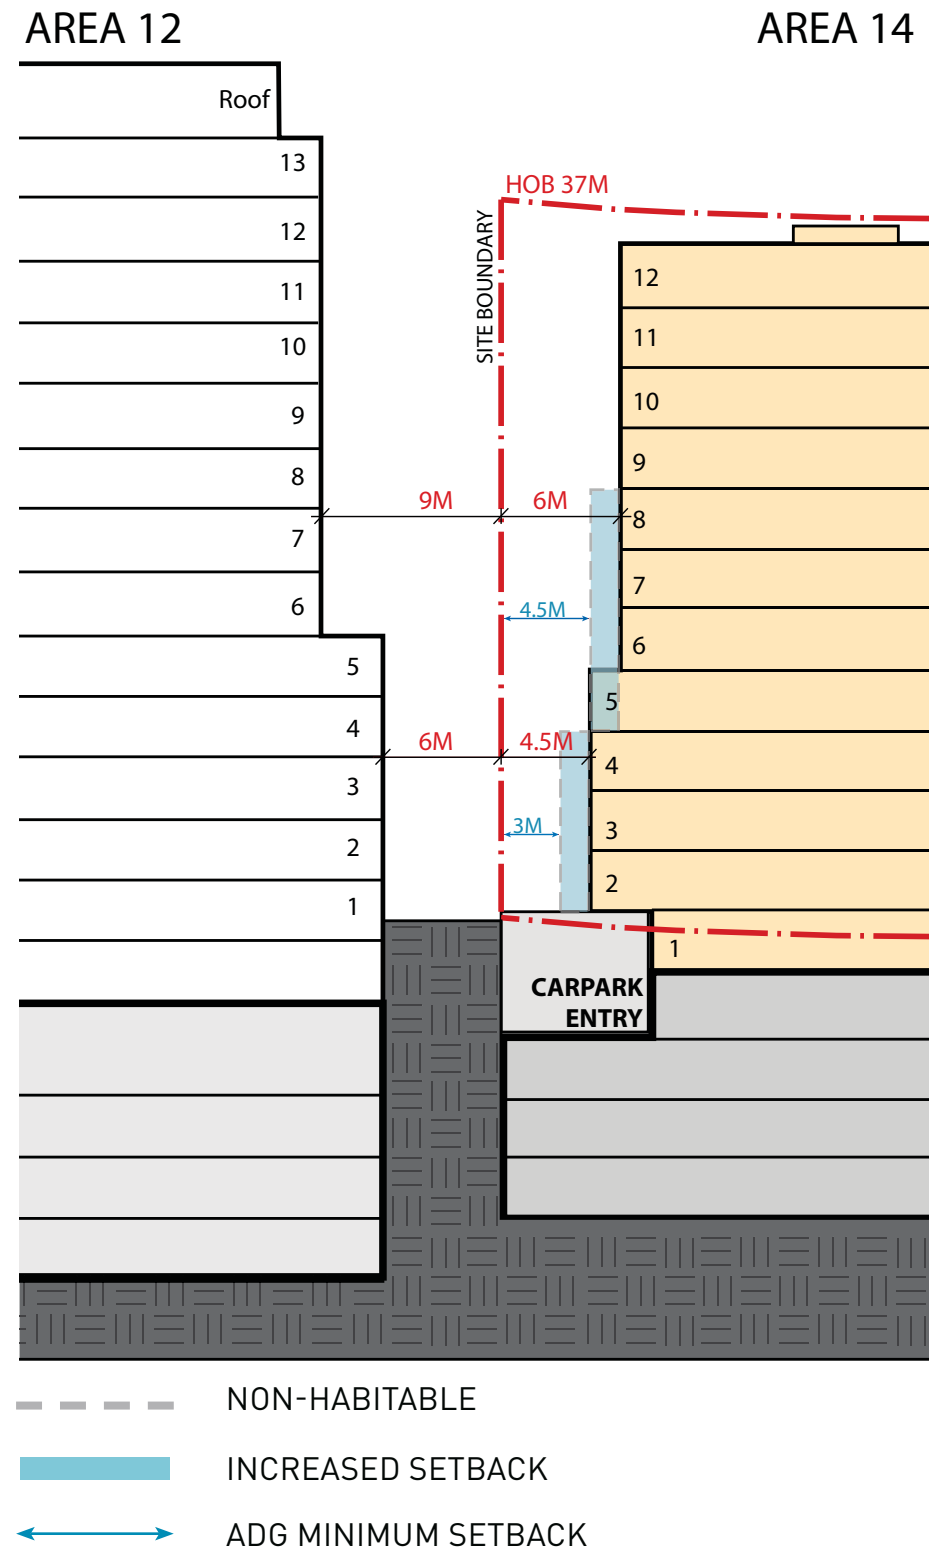 AREA 12
AREA 14
Roof
13
12
11
10
9
8
7
6
5
4
3
2
1
HOB 37M
SITE BOUNDARY
9M
6M
4.5M
6M
4.5M
3M
12
11
10
9
8
7
6
5
4
3
2
1
CARPARK
ENTRY
NON-HABITABLE
INCREASED SETBACK
ADG MINIMUM SETBACK